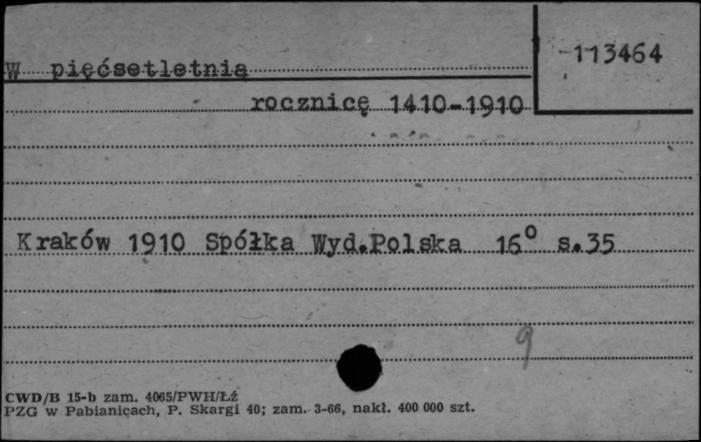 113464
W pięćsetletnią
rocznicę 1410-1910
Kraków 1910 Spółka Wyd.Polska 16° s.35
9
CWD/B 15-b zam. 4065/PWH/Łź
PZG w Pabianicach, P. Skargi 40; zam. 3-66, nakł. 400 000 szt.